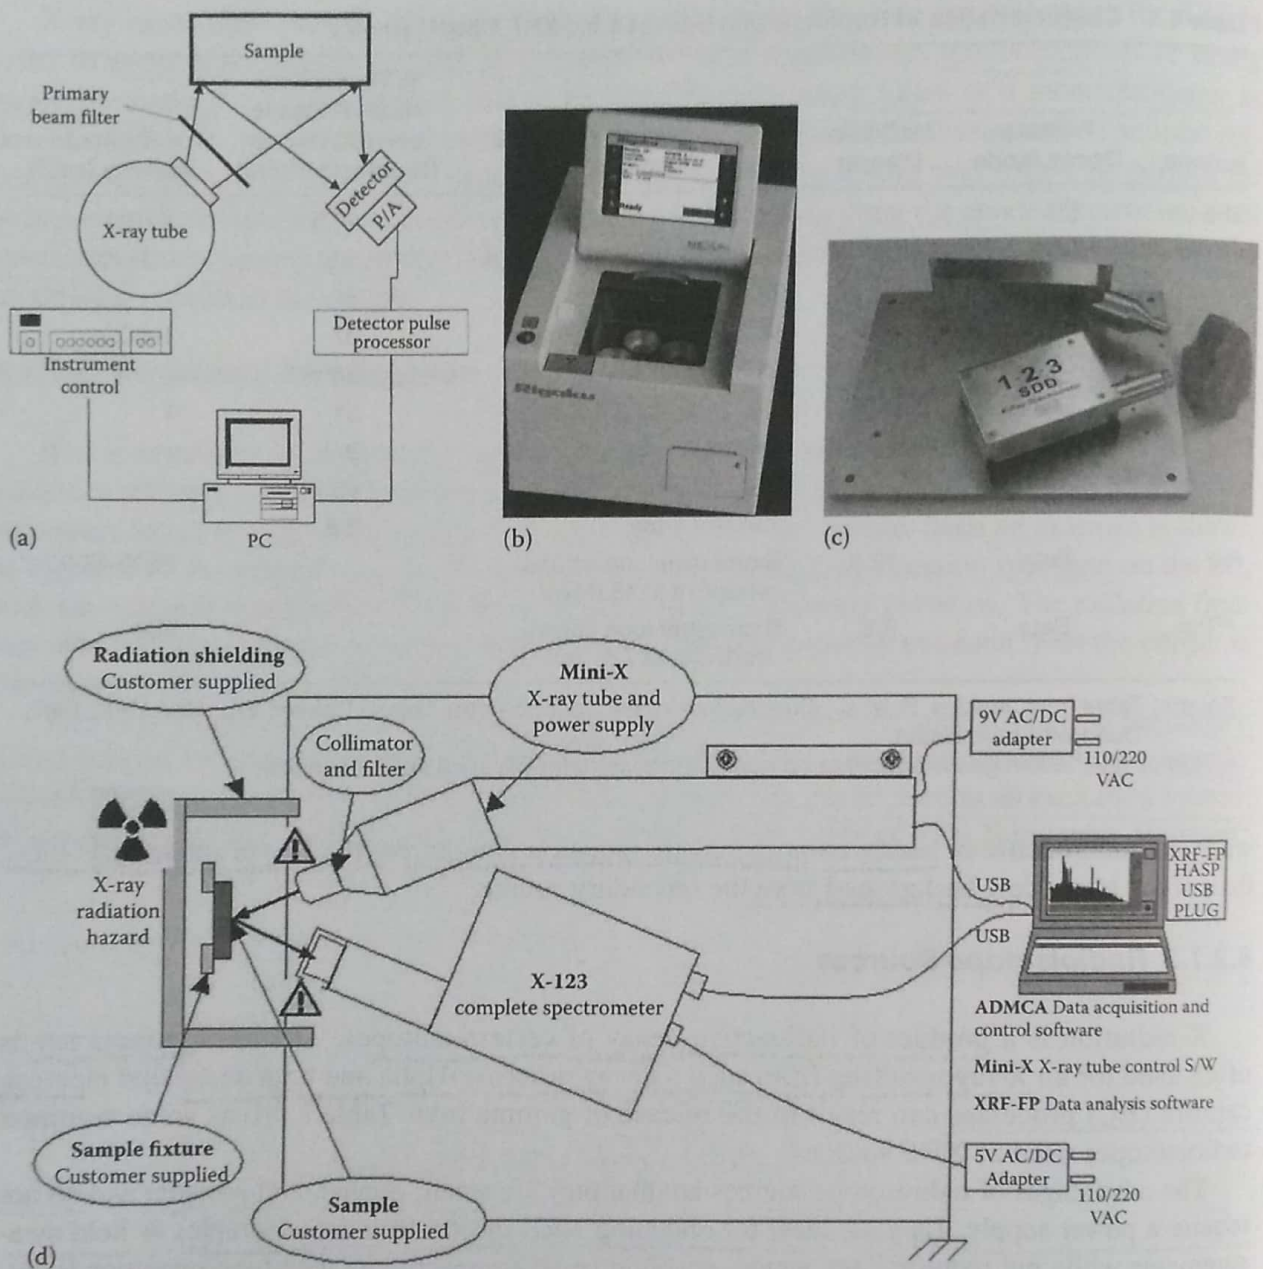 Sample
Primary
beam filter
Detector
P/A
X-ray tube
Detector pulse
processor
Instrument
control
PC
(a)
Ready
(b)
1·2·3
SDD
(c)
Radiation shielding
Customer supplied
Mini-X
X-ray tube and
power supply
Collimator
and filter
9V AC/DC
adapter
110/220
VAC
X-ray
radiation
hazard
USB
USB
XRF-FP
HASP
USB
PLUG
X-123
complete spectrometer
ADMCA Data acquisition and
control software
Mini-X X-ray tube control S/W
XRF-FP Data analysis software
Sample fixture
Customer supplied
Sample
Customer supplied
5V AC/DC
Adapter
110/220
VAC
(d)